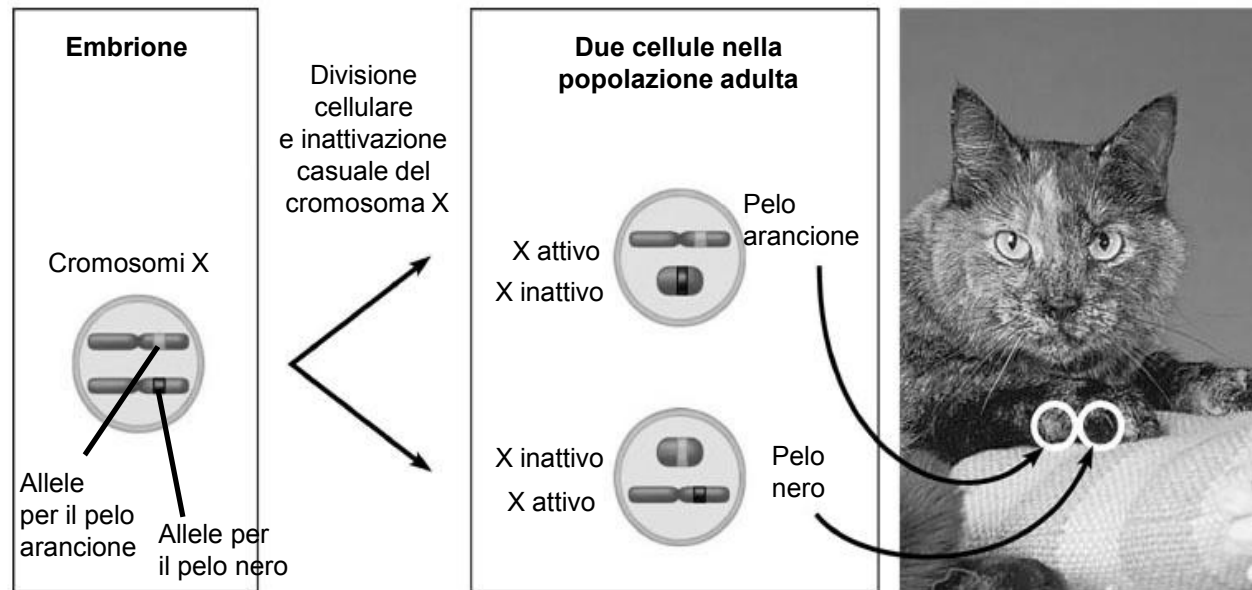 Embrione
Divisione
cellulare
e inattivazione
casuale del
cromosoma X
Due cellule nella
popolazione adulta
Cromosomi X
Allele
per il pelo
arancione
Allele per
il pelo nero
X attivo
X inattivo
Pelo
arancione
X inattivo
X attivo
Pelo
nero